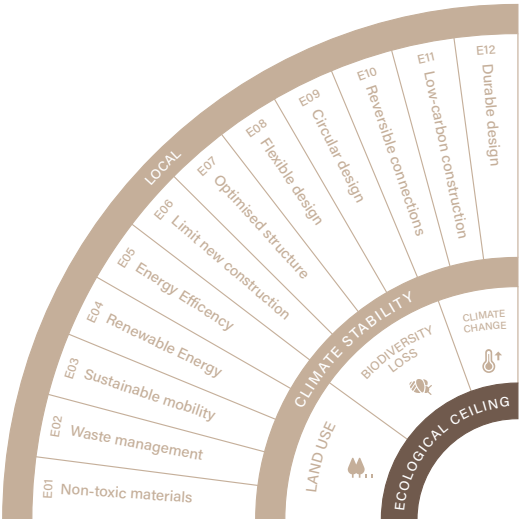 LOCAL
E01
Non-toxic materials
E02
Waste management
E03
Sustainable mobility
E04
Renewable Energy
E05
Energy Efficency
E06
Limit new construction
E07
Optimised structure
E08
Flexible design
E09
Circular design
E10
Reversible connections
E11
Low-carbon construction
E12
Durable design
CLIMATE STABILITY
LAND USE
BIODIVERSITY
LOSS
CLIMATE
CHANGE
ECOLOGICAL CEILING